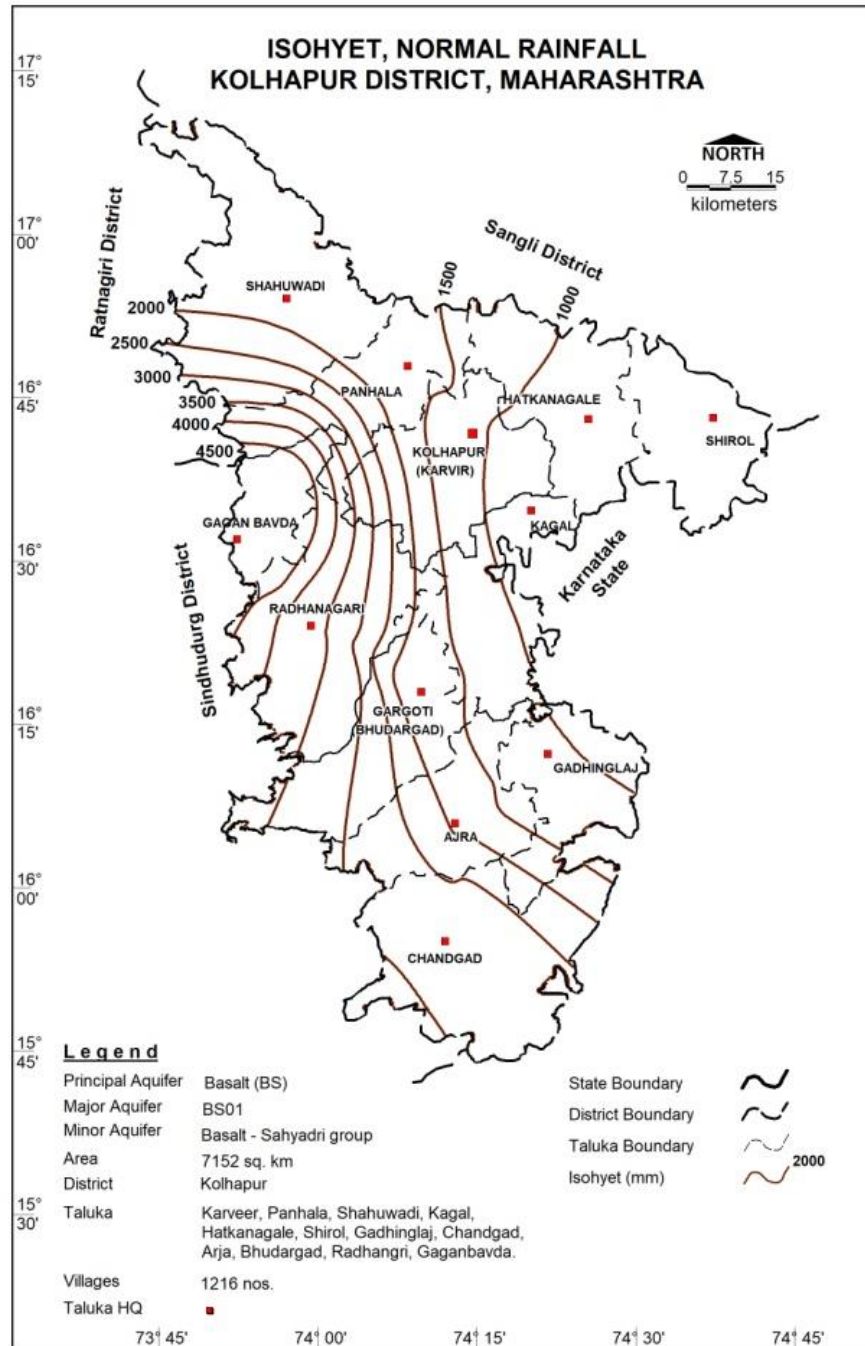 ISOHYET, NORMAL RAINFALL
KOLHAPUR DISTRICT, MAHARASHTRA
17°
15'
NORTH
0 7.5 15
kilometers
17°
00'
Ratnagiri District
Sangli District
SHAHUWADI
2000
1500
1000
2500
3000
16°
45'
PANHALA
HATKANAGALE
3500
4000
4500
KOLHAPUR
(KARVIR)
SHIROL
GAGAN BAVDA
KAGAL
16°
30'
Karnataka
State
Sindhudurg District
RADHANAGARI
16°
15'
GARGOTI
(BHUDARGAD)
GADHINGLAJ
AJRA
16°
00'
CHANDGAD
15°
45'
Legend
Principal Aquifer Basalt (BS)
Major Aquifer BS01
Minor Aquifer Basalt - Sahyadri group
Area 7152 sq. km
District Kolhapur
Taluka Karveer, Panhala, Shahuwadi, Kagal,
Hatkanagale, Shirol, Gadhinglaj, Chandgad,
Arja, Bhudargad, Radhangri, Gaganbavda.
Villages 1216 nos.
Taluka HQ
State Boundary
District Boundary
Taluka Boundary
Isohyet (mm) 2000
15°
30'
73° 45' 74° 00' 74° 15' 74° 30' 74° 45'